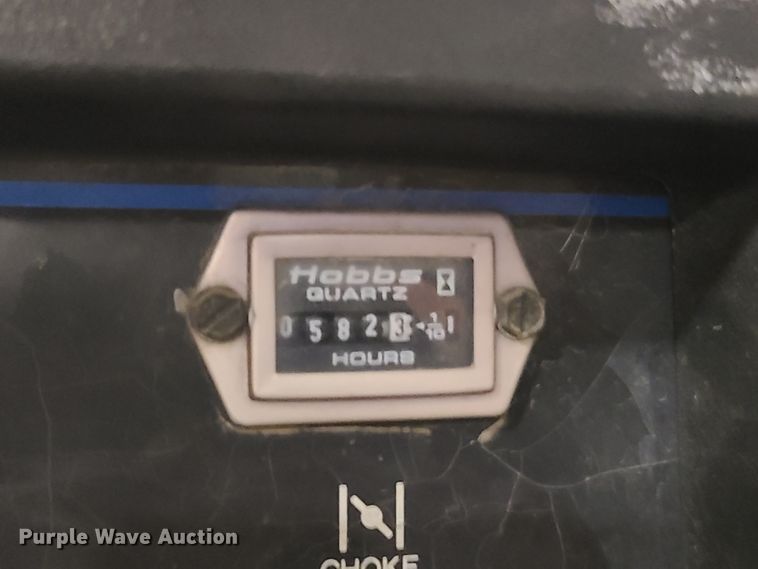 Hobbs
QUARTZ
0 5 8 2 3 1/10
HOURS
CHOKE
Purple Wave Auction